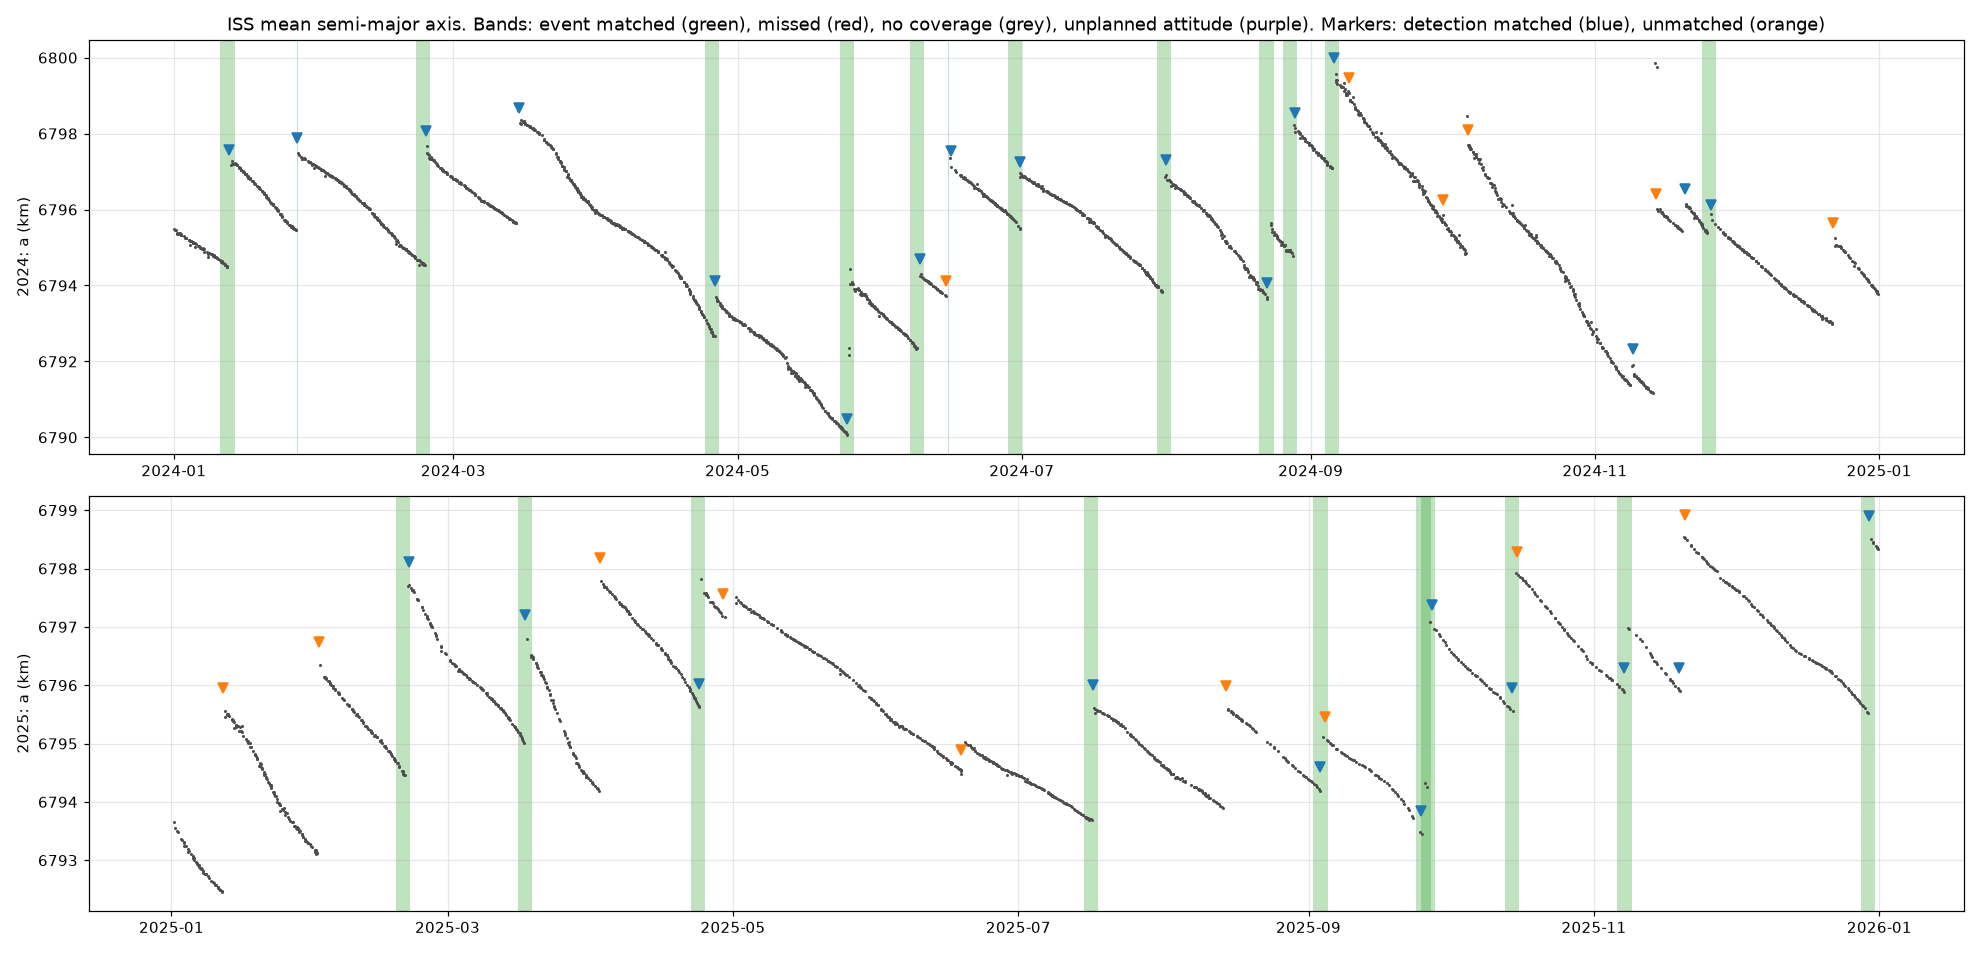 ISS mean semi-major axis. Bands: event matched (green), missed (red), no coverage (grey), unplanned attitude (purple). Markers: detection matched (blue), unmatched (orange)
2024: a (km)
6800
6798
6796
6794
6792
6790
2024-01 2024-03 2024-05 2024-07 2024-09 2024-11 2025-01
2025: a (km)
6799
6798
6797
6796
6795
6794
6793
2025-01 2025-03 2025-05 2025-07 2025-09 2025-11 2026-01